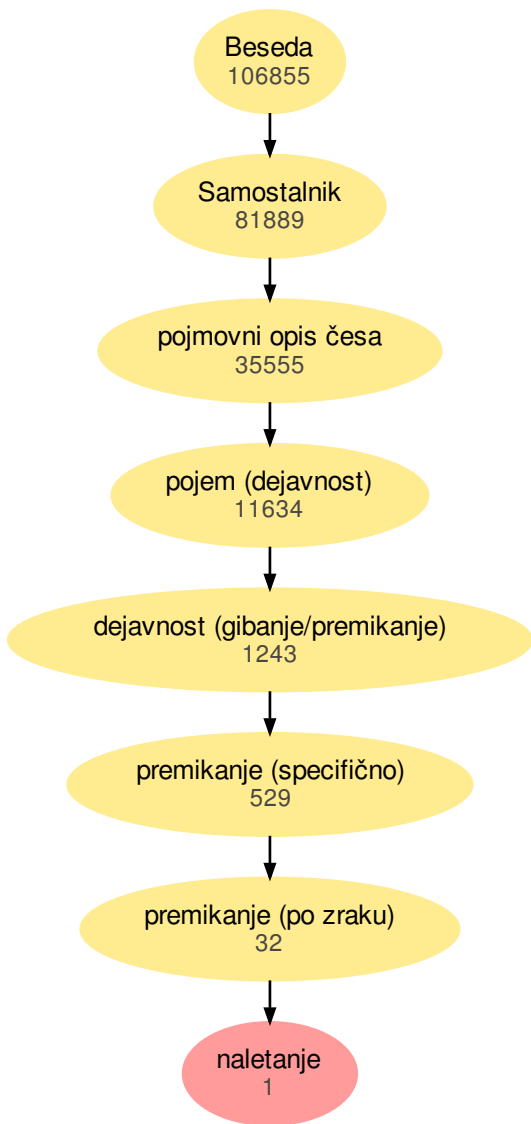 Beseda
106855
Samostalnik
81889
pojmovni opis česa
35555
pojem (dejavnost)
11634
dejavnost (gibanje/premikanje)
1243
premikanje (specifično)
529
premikanje (po zraku)
32
naletanje
1